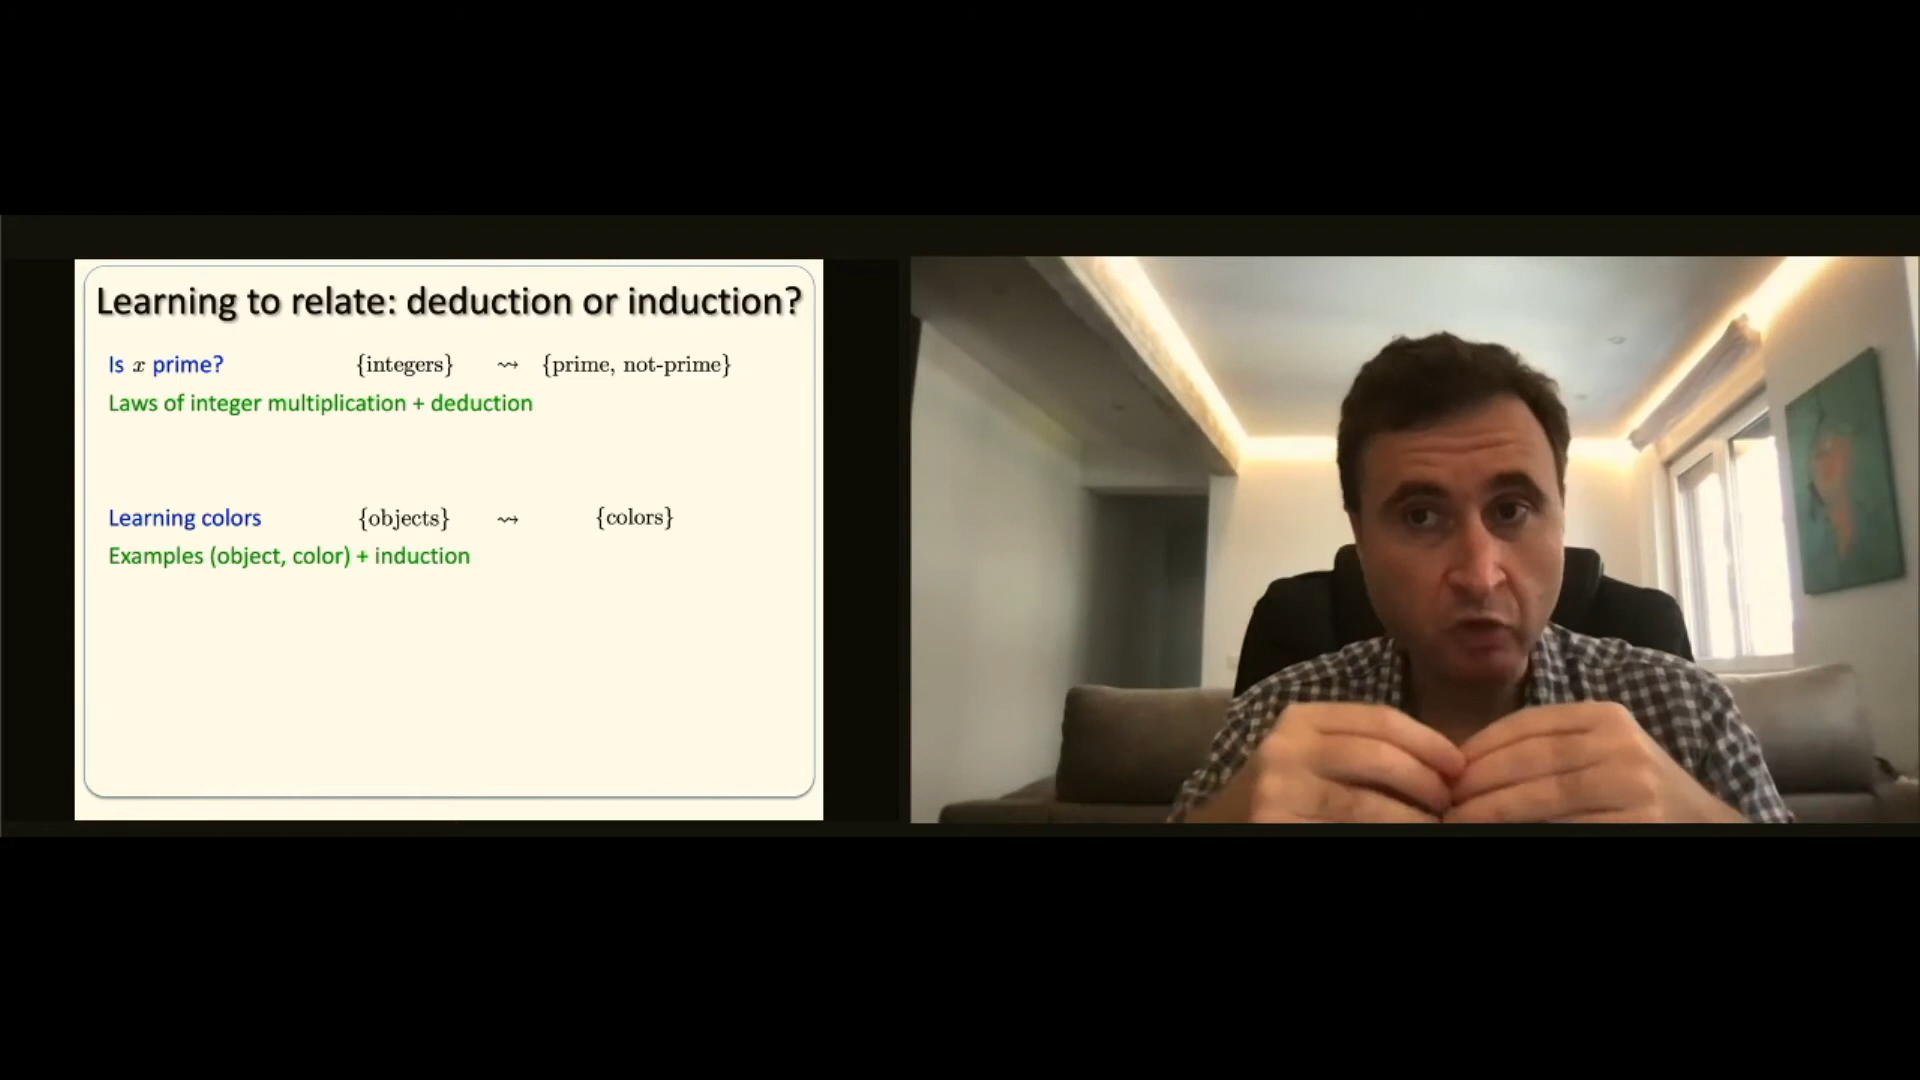 Learning to relate: deduction or induction?
Is x prime? {integers} ⇝ {prime, not-prime}
Laws of integer multiplication + deduction
Learning colors {objects} ⇝ {colors}
Examples (object, color) + induction